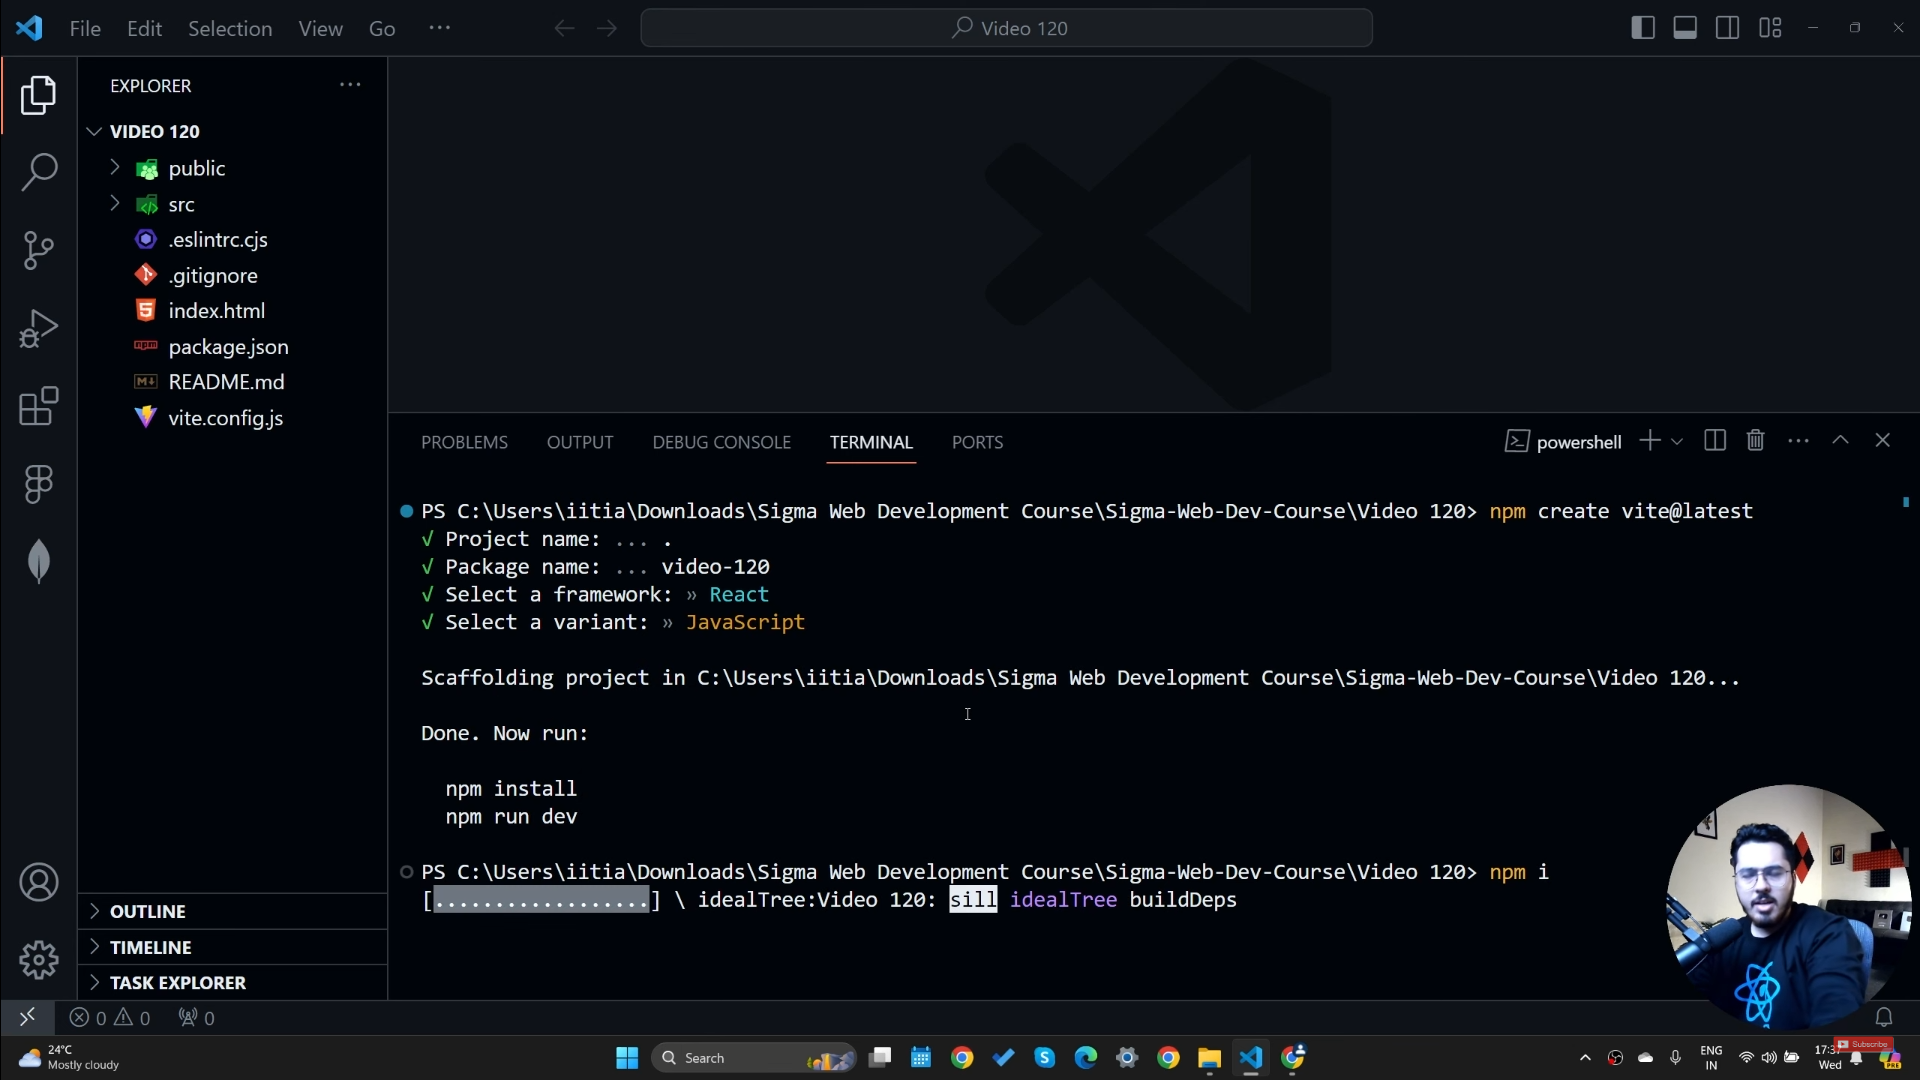 File Edit View Go ···
Video 120
EXPLORER ···
VIDEO 120
public
src
.eslintrc.cjs
.gitignore
index.html
package.json
README.md
vite.config.js
OUTLINE
TIMELINE
TASK EXPLORER
PROBLEMS OUTPUT DEBUG CONSOLE TERMINAL PORTS
powershell
PS C:\Users\iitia\Downloads\Sigma Web Development Course\Sigma-Web-Dev-Course\Video 120> npm create vite@latest
√ Project name: ... .
√ Package name: ... video-120
√ Select a framework: » React
√ Select a variant: » JavaScript
Scaffolding project in C:\Users\iitia\Downloads\Sigma Web Development Course\Sigma-Web-Dev-Course\Video 120...
Done. Now run:
npm install
npm run dev
PS C:\Users\iitia\Downloads\Sigma Web Development Course\Sigma-Web-Dev-Course\Video 120> npm i
[..................] \ idealTree:Video 120: sill idealTree buildDeps
0 0 0
24°C
Mostly cloudy
Search
ENG
IN
Wed
Subscribe
PRE